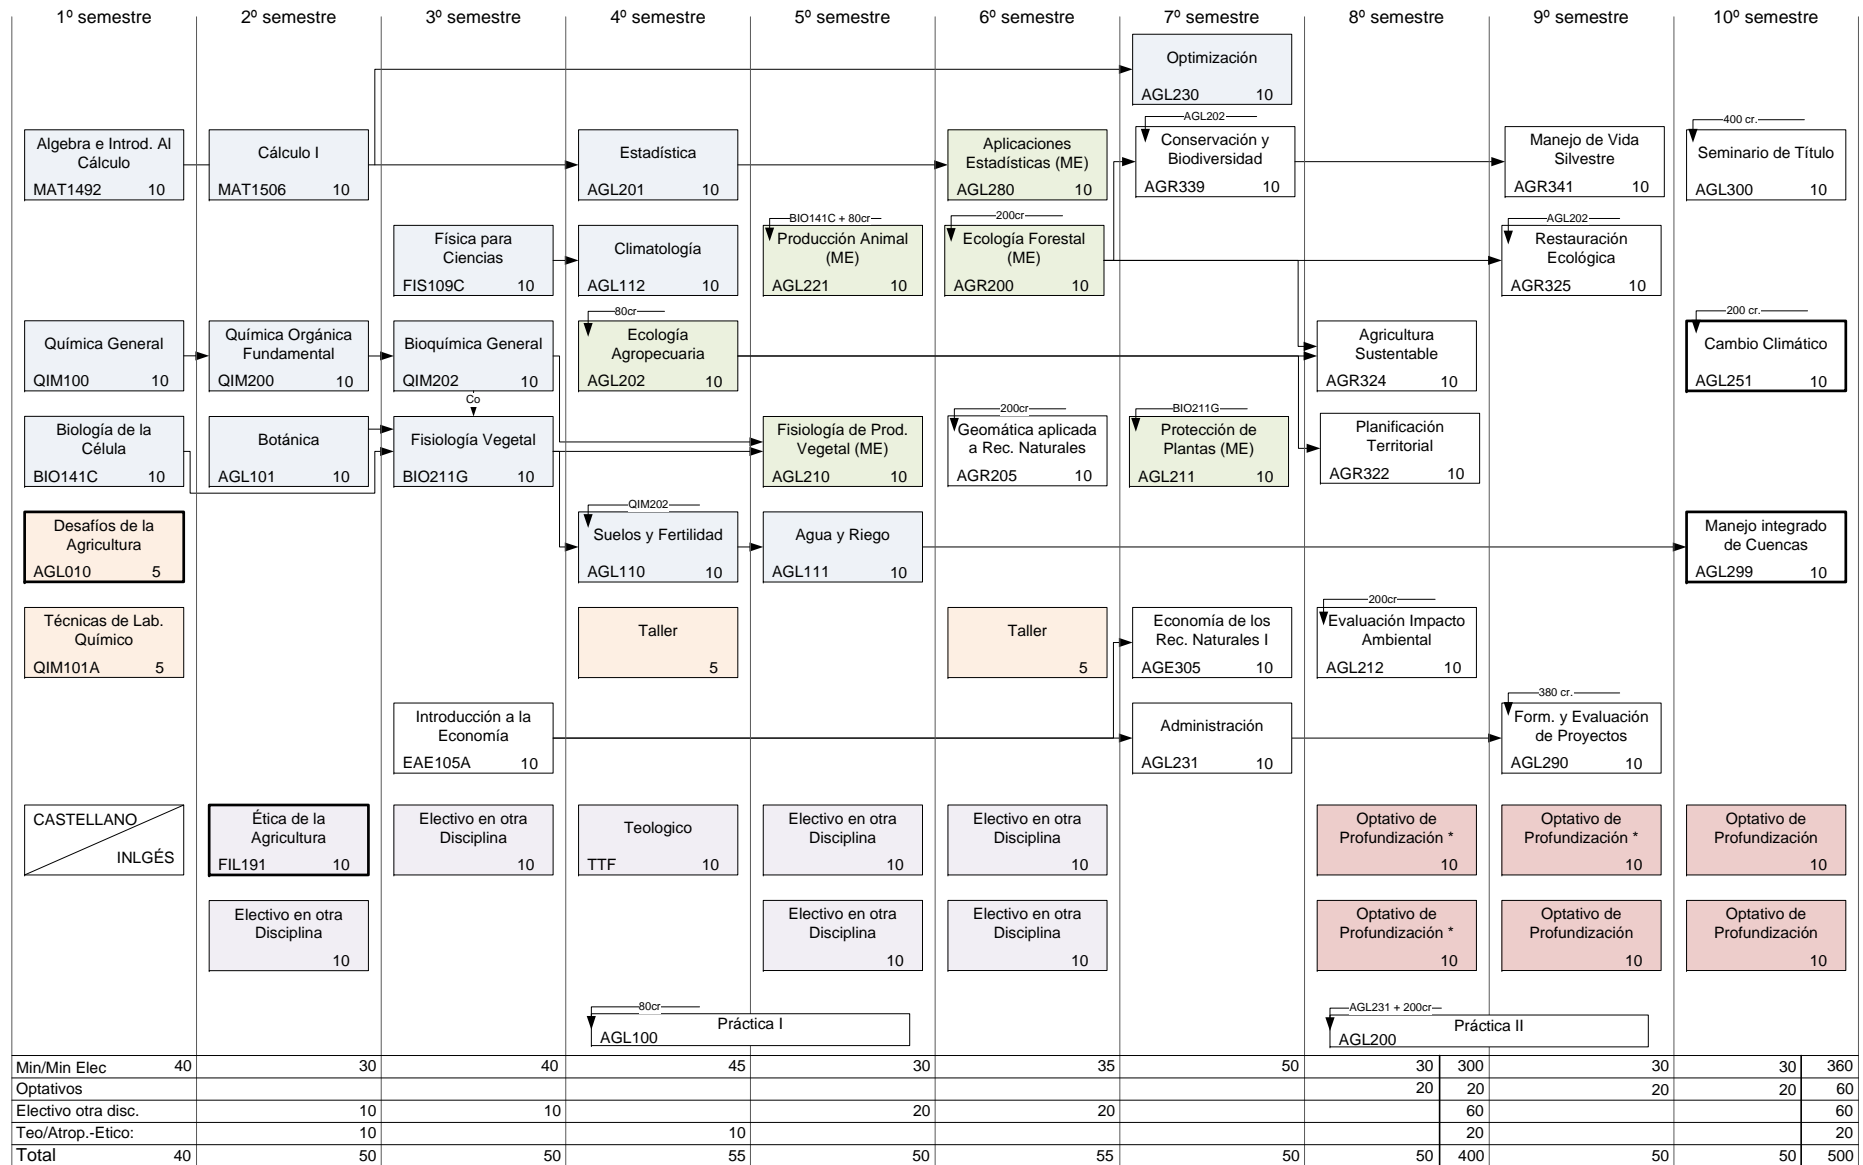 1º semestre
2º semestre
3º semestre
4º semestre
5º semestre
6º semestre
7º semestre
8º semestre
9º semestre
10º semestre
Optimización
AGL230 10
Algebra e Introd. Al
Cálculo
MAT1492 10
Cálculo I
MAT1506 10
Estadística
AGL201 10
Aplicaciones
Estadísticas (ME)
AGL280 10
AGL202
Conservación y
Biodiversidad
AGR339 10
Manejo de Vida
Silvestre
AGR341 10
400 cr.
Seminario de Título
AGL300 10
Física para
Ciencias
FIS109C 10
Climatología
AGL112 10
BIO141C + 80cr
Producción Animal
(ME)
AGL221 10
200cr
Ecología Forestal
(ME)
AGR200 10
AGL202
Restauración
Ecológica
AGR325 10
Química General
QIM100 10
Química Orgánica
Fundamental
QIM200 10
Bioquímica General
QIM202 10
80cr
Ecología
Agropecuaria
AGL202 10
Agricultura
Sustentable
AGR324 10
200 cr.
Cambio Climático
AGL251 10
Co
Biología de la
Célula
BIO141C 10
Botánica
AGL101 10
Fisiología Vegetal
BIO211G 10
Fisiología de Prod.
Vegetal (ME)
AGL210 10
200cr
Geomática aplicada
a Rec. Naturales
AGR205 10
BIO211G
Protección de
Plantas (ME)
AGL211 10
Planificación
Territorial
AGR322 10
Desafíos de la
Agricultura
AGL010 5
QIM202
Suelos y Fertilidad
AGL110 10
Agua y Riego
AGL111 10
Manejo integrado
de Cuencas
AGL299 10
Técnicas de Lab.
Químico
QIM101A 5
Taller
5
Taller
5
Economía de los
Rec. Naturales I
AGE305 10
200cr
Evaluación Impacto
Ambiental
AGL212 10
Introducción a la
Economía
EAE105A 10
Administración
AGL231 10
380 cr.
Form. y Evaluación
de Proyectos
AGL290 10
CASTELLANO
INLGÉS
Ética de la
Agricultura
FIL191 10
Electivo en otra
Disciplina
10
Teologico
TTF 10
Electivo en otra
Disciplina
10
Electivo en otra
Disciplina
10
Optativo de
Profundización *
10
Optativo de
Profundización *
10
Optativo de
Profundización
10
Electivo en otra
Disciplina
10
Electivo en otra
Disciplina
10
Electivo en otra
Disciplina
10
Optativo de
Profundización *
10
Optativo de
Profundización
10
Optativo de
Profundización
10
80cr
Práctica I
AGL100
AGL231 + 200cr
Práctica II
AGL200
Min/Min Elec 40 30 40 45 30 35 50 30 300 30 30 360
Optativos 20 20 20 20 60
Electivo otra disc. 10 10 20 20 60 60
Teo/Atrop.-Etico: 10 10 20 20
Total 40 50 50 55 50 55 50 50 400 50 50 500